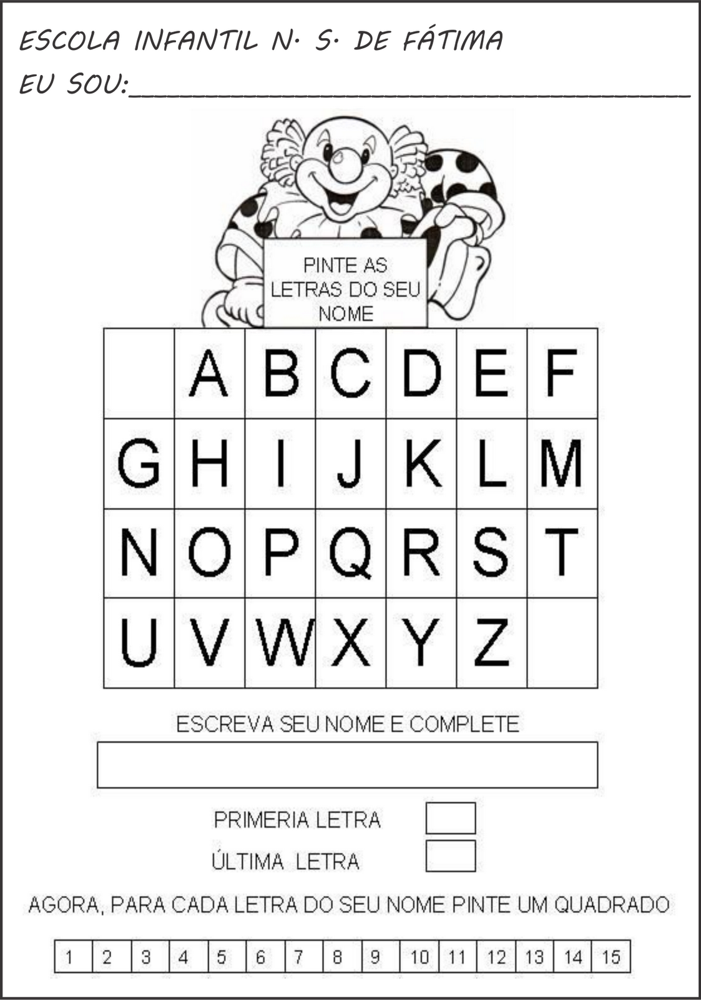 ESCOLA INFANTIL N. S. DE FÁTIMA
EU SOU:____________________________________________
PINTE AS
LETRAS DO SEU
NOME
A B C D E F
G H I J K L M
N O P Q R S T
U V W X Y Z
ESCREVA SEU NOME E COMPLETE
PRIMERIA LETRA
ÚLTIMA LETRA
AGORA, PARA CADA LETRA DO SEU NOME PINTE UM QUADRADO
1 2 3 4 5 6 7 8 9 10 11 12 13 14 15